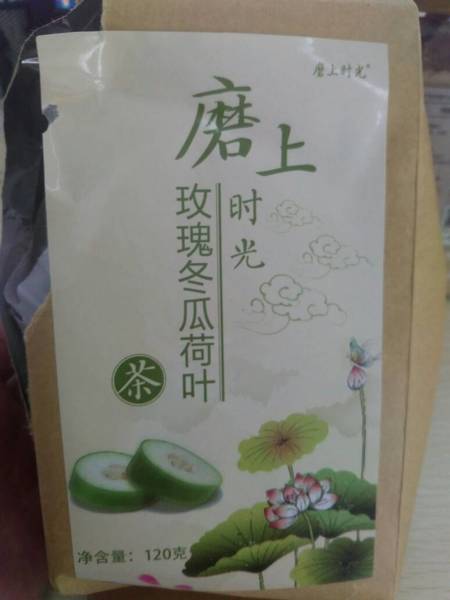 磨上时光®
磨上
时光
玫瑰冬瓜荷叶
茶
净含量：120克